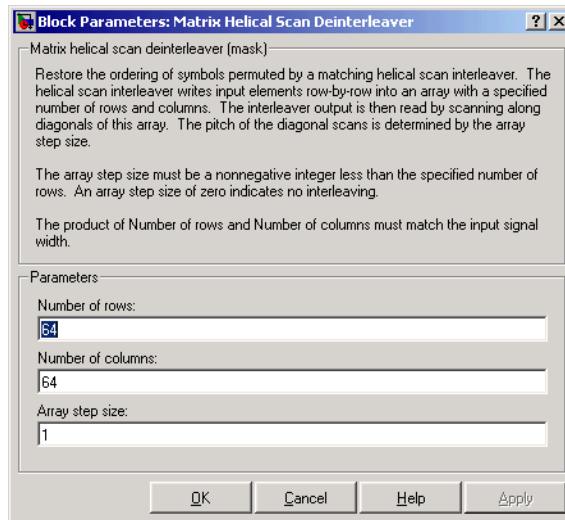 Block Parameters: Matrix Helical Scan Deinterleaver
Matrix helical scan deinterleaver (mask)
Restore the ordering of symbols permuted by a matching helical scan interleaver. The
helical scan interleaver writes input elements row-by-row into an array with a specified
number of rows and columns. The interleaver output is then read by scanning along
diagonals of this array. The pitch of the diagonal scans is determined by the array
step size.
The array step size must be a nonnegative integer less than the specified number of
rows. An array step size of zero indicates no interleaving.
The product of Number of rows and Number of columns must match the input signal
width.
Parameters
Number of rows:
64
Number of columns:
64
Array step size:
1
OK Cancel Help Apply